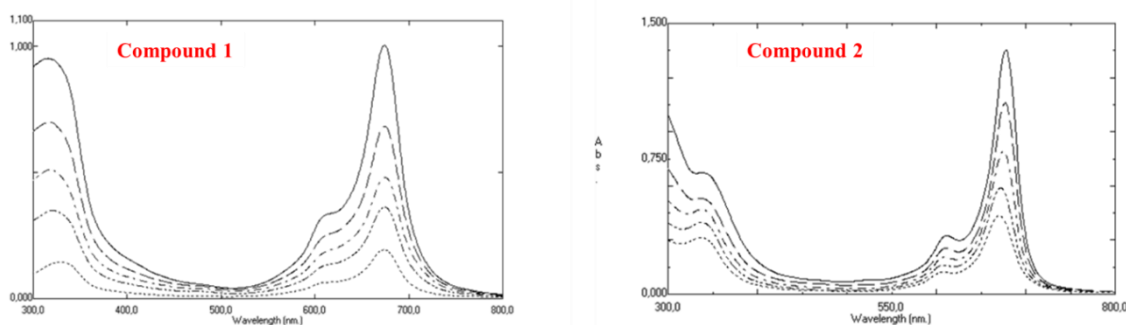 1,100
1,000
Compound 1
0,000
300,0 400,0 500,0 600,0 700,0 800,0
Wavelength (nm.)
1,500
Compound 2
A
b
s
.
0,750
0,000
300,0 550,0 800,0
Wavelength (nm.)